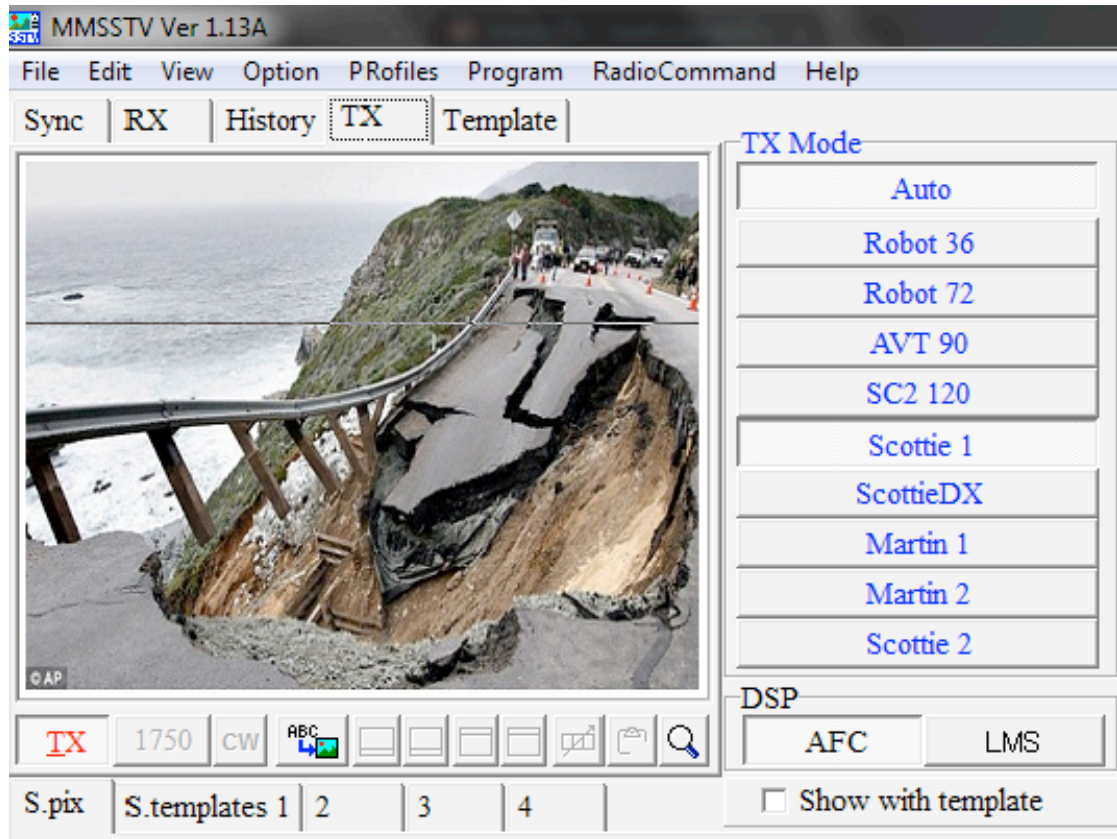 MMSSTV Ver 1.13A
File Edit View Option PRofiles Program RadioCommand Help
Sync RX History TX Template
TX Mode
Auto
Robot 36
Robot 72
AVT 90
SC2 120
Scottie 1
ScottieDX
Martin 1
Martin 2
Scottie 2
© AP
DSP
TX 1750 CW ABC AFC LMS
S.pix S.templates 1 2 3 4 Show with template